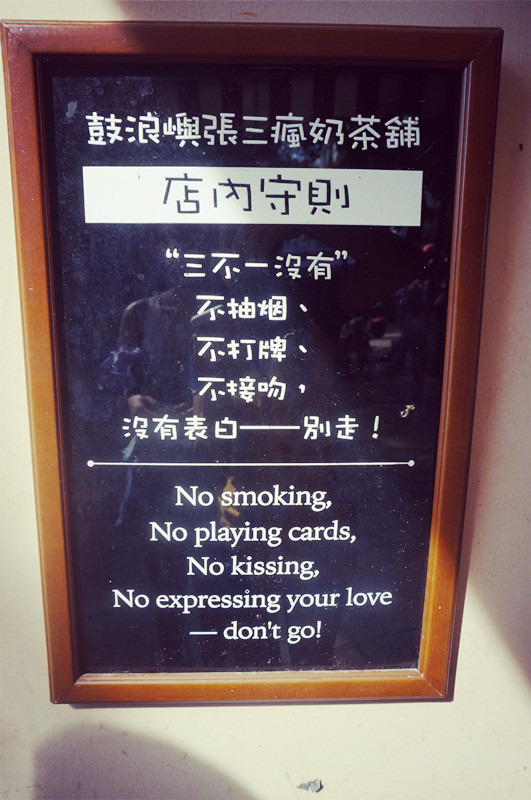 鼓浪嶼張三瘋奶茶舖
店內守則
“三不一沒有”
不抽烟、
不打牌、
不接吻，
沒有表白——別走！
No smoking,
No playing cards,
No kissing,
No expressing your love
— don't go!